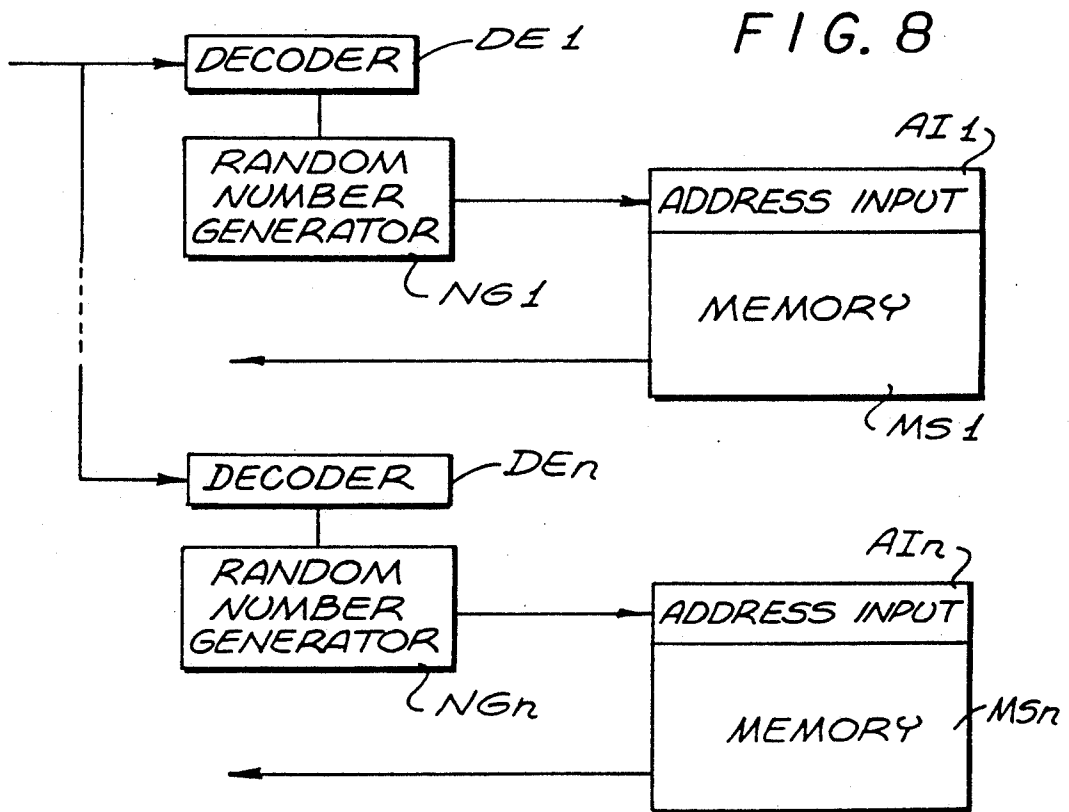 FIG. 8
DECODER
DE1
RANDOM
NUMBER
GENERATOR
NG1
AI1
ADDRESS INPUT
MEMORY
MS1
DECODER
DEn
RANDOM
NUMBER
GENERATOR
NGn
AIn
ADDRESS INPUT
MEMORY
MSn